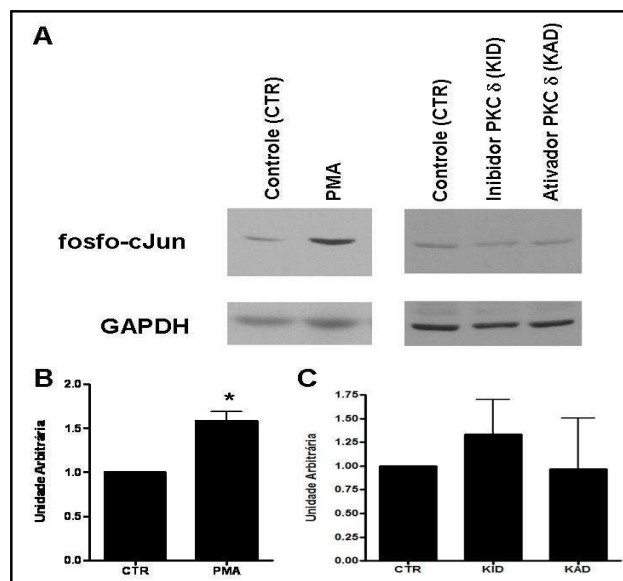 A
Controle (CTR)
PMA
Controle (CTR)
Inibidor PKC δ (KID)
Ativador PKC δ (KAD)
fosfo-cJun
GAPDH
B
Unidade Arbitrária
2.0
1.5
1.0
0.5
0.0
*
CTR
PMA
C
Unidade Arbitrária
1.75
1.50
1.25
1.00
0.75
0.50
0.25
0.00
CTR
KID
KAD